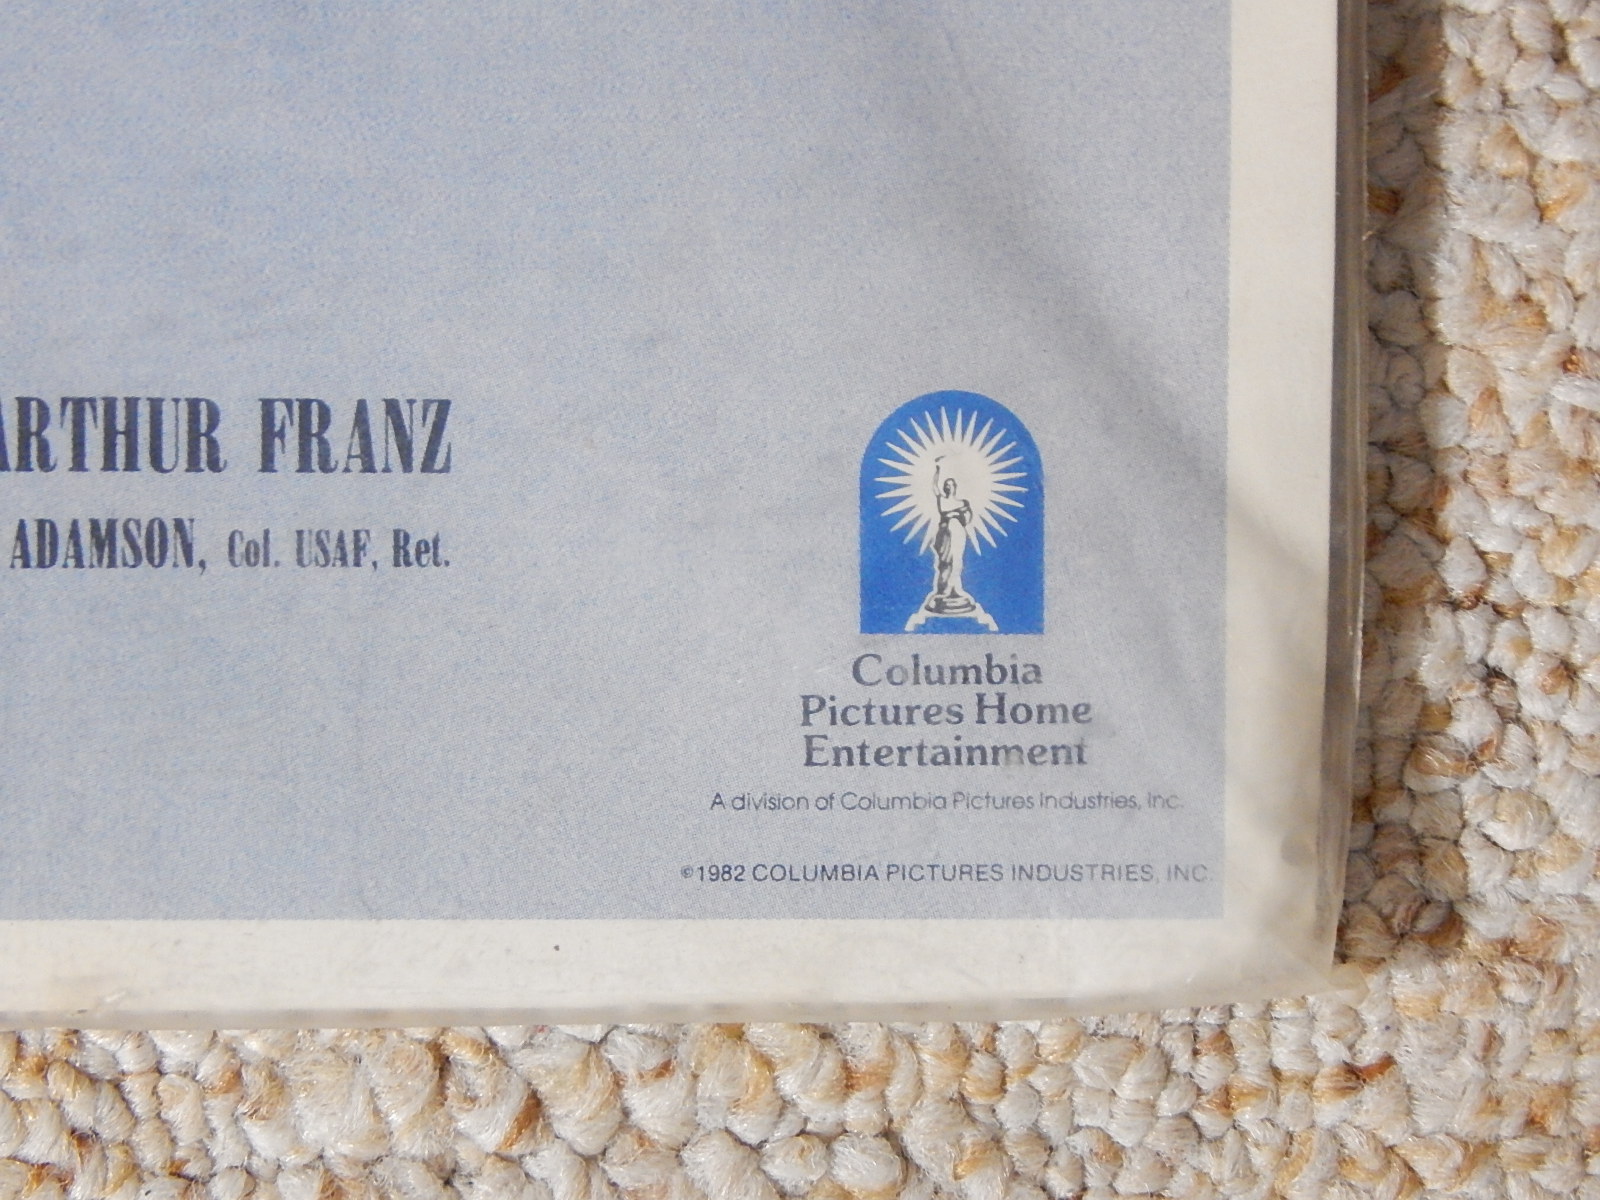 ARTHUR FRANZ
ADAMSON, Col. USAF, Ret.
Columbia
Pictures Home
Entertainment
A division of Columbia Pictures Industries, Inc.
©1982 COLUMBIA PICTURES INDUSTRIES, INC.